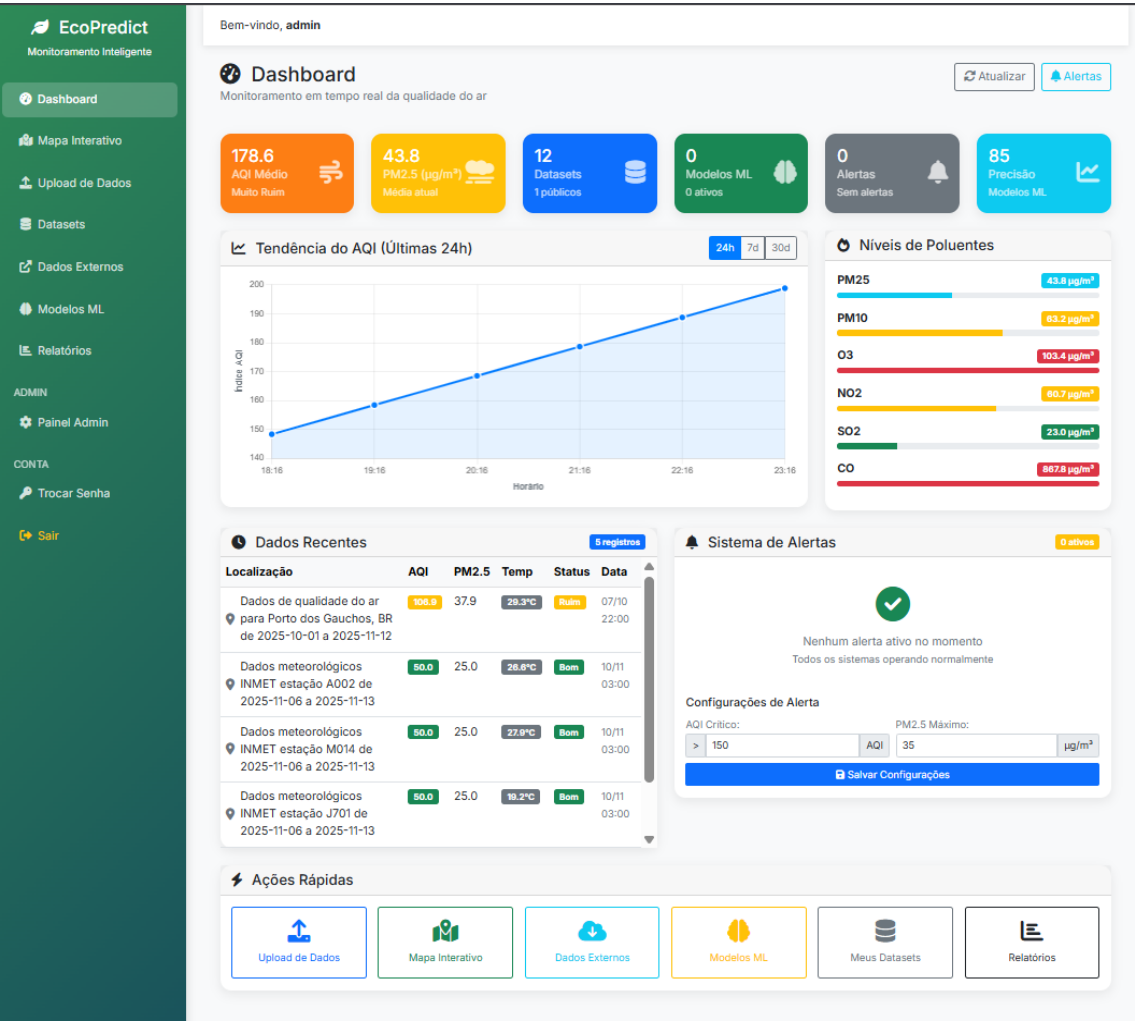 EcoPredict
Monitoramento Inteligente
Dashboard
Mapa Interativo
Upload de Dados
Datasets
Dados Externos
Modelos ML
Relatórios
ADMIN
Painel Admin
CONTA
Trocar Senha
Sair
Bem-vindo, admin
Dashboard
Monitoramento em tempo real da qualidade do ar
Atualizar
Alertas
178.6
AQI Médio
Muito Ruim
43.8
PM2.5 (µg/m³)
Média atual
12
Datasets
1 públicos
0
Modelos ML
0 ativos
0
Alertas
Sem alertas
85
Precisão
Modelos ML
Tendência do AQI (Últimas 24h)
24h 7d 30d
Índice AQI
200
190
180
170
160
150
140
18:16 19:16 20:16 21:16 22:16 23:16
Horário
Níveis de Poluentes
PM25 43.8 µg/m³
PM10 63.2 µg/m³
O3 103.4 µg/m³
NO2 60.7 µg/m³
SO2 23.0 µg/m³
CO 867.8 µg/m³
Dados Recentes 5 registros
Localização AQI PM2.5 Temp Status Data
Dados de qualidade do ar 106.9 37.9 29.3°C Ruim 07/10
para Porto dos Gauchos, BR 22:00
de 2025-10-01 a 2025-11-12
Dados meteorológicos 50.0 25.0 26.6°C Bom 10/11
INMET estação A002 de 03:00
2025-11-06 a 2025-11-13
Dados meteorológicos 50.0 25.0 27.9°C Bom 10/11
INMET estação M014 de 03:00
2025-11-06 a 2025-11-13
Dados meteorológicos 50.0 25.0 19.2°C Bom 10/11
INMET estação J701 de 03:00
2025-11-06 a 2025-11-13
Sistema de Alertas 0 ativos
Nenhum alerta ativo no momento
Todos os sistemas operando normalmente
Configurações de Alerta
AQI Crítico: PM2.5 Máximo:
> 150 AQI 35 µg/m³
Salvar Configurações
Ações Rápidas
Upload de Dados
Mapa Interativo
Dados Externos
Modelos ML
Meus Datasets
Relatórios